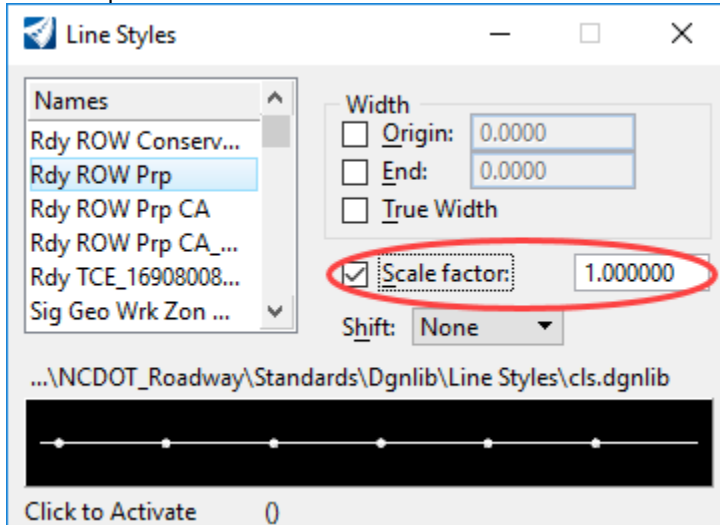 Line Styles
Names
Rdy ROW Conserv...
Rdy ROW Prp
Rdy ROW Prp CA
Rdy ROW Prp CA_...
Rdy TCE_16908008...
Sig Geo Wrk Zon ...
Width
Origin: 0.0000
End: 0.0000
True Width
Scale factor: 1.000000
Shift: None
...\NCDOT_Roadway\Standards\Dgnlib\Line Styles\cls.dgnlib
Click to Activate ()